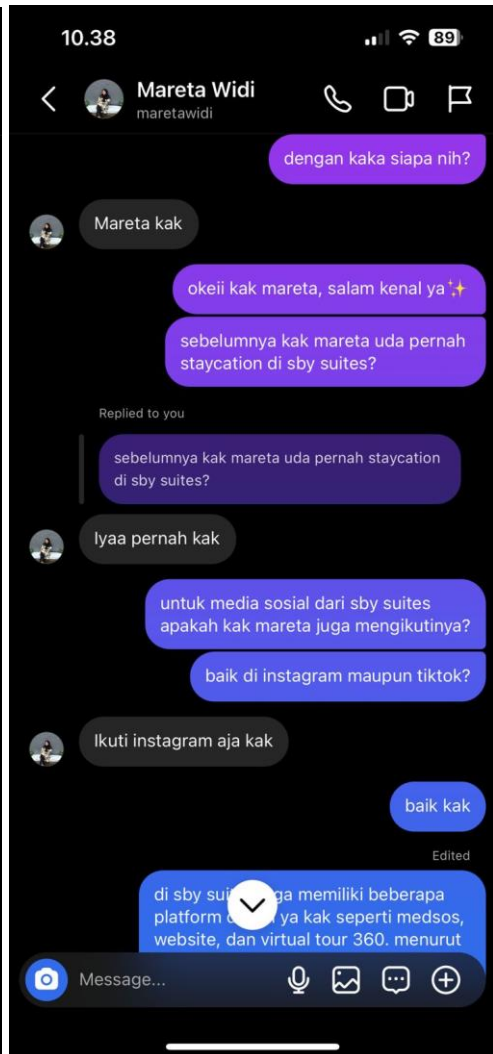 10.38
89
Mareta Widi
maretawidi
dengan kaka siapa nih?
Mareta kak
okeii kak mareta, salam kenal ya✨
sebelumnya kak mareta uda pernah
staycation di sby suites?
Replied to you
sebelumnya kak mareta uda pernah staycation
di sby suites?
Iyaa pernah kak
untuk media sosial dari sby suites
apakah kak mareta juga mengikutinya?
baik di instagram maupun tiktok?
Ikuti instagram aja kak
baik kak
Edited
di sby memiliki beberapa
platform ya kak seperti medsos,
website, dan virtual tour 360. menurut
Message...